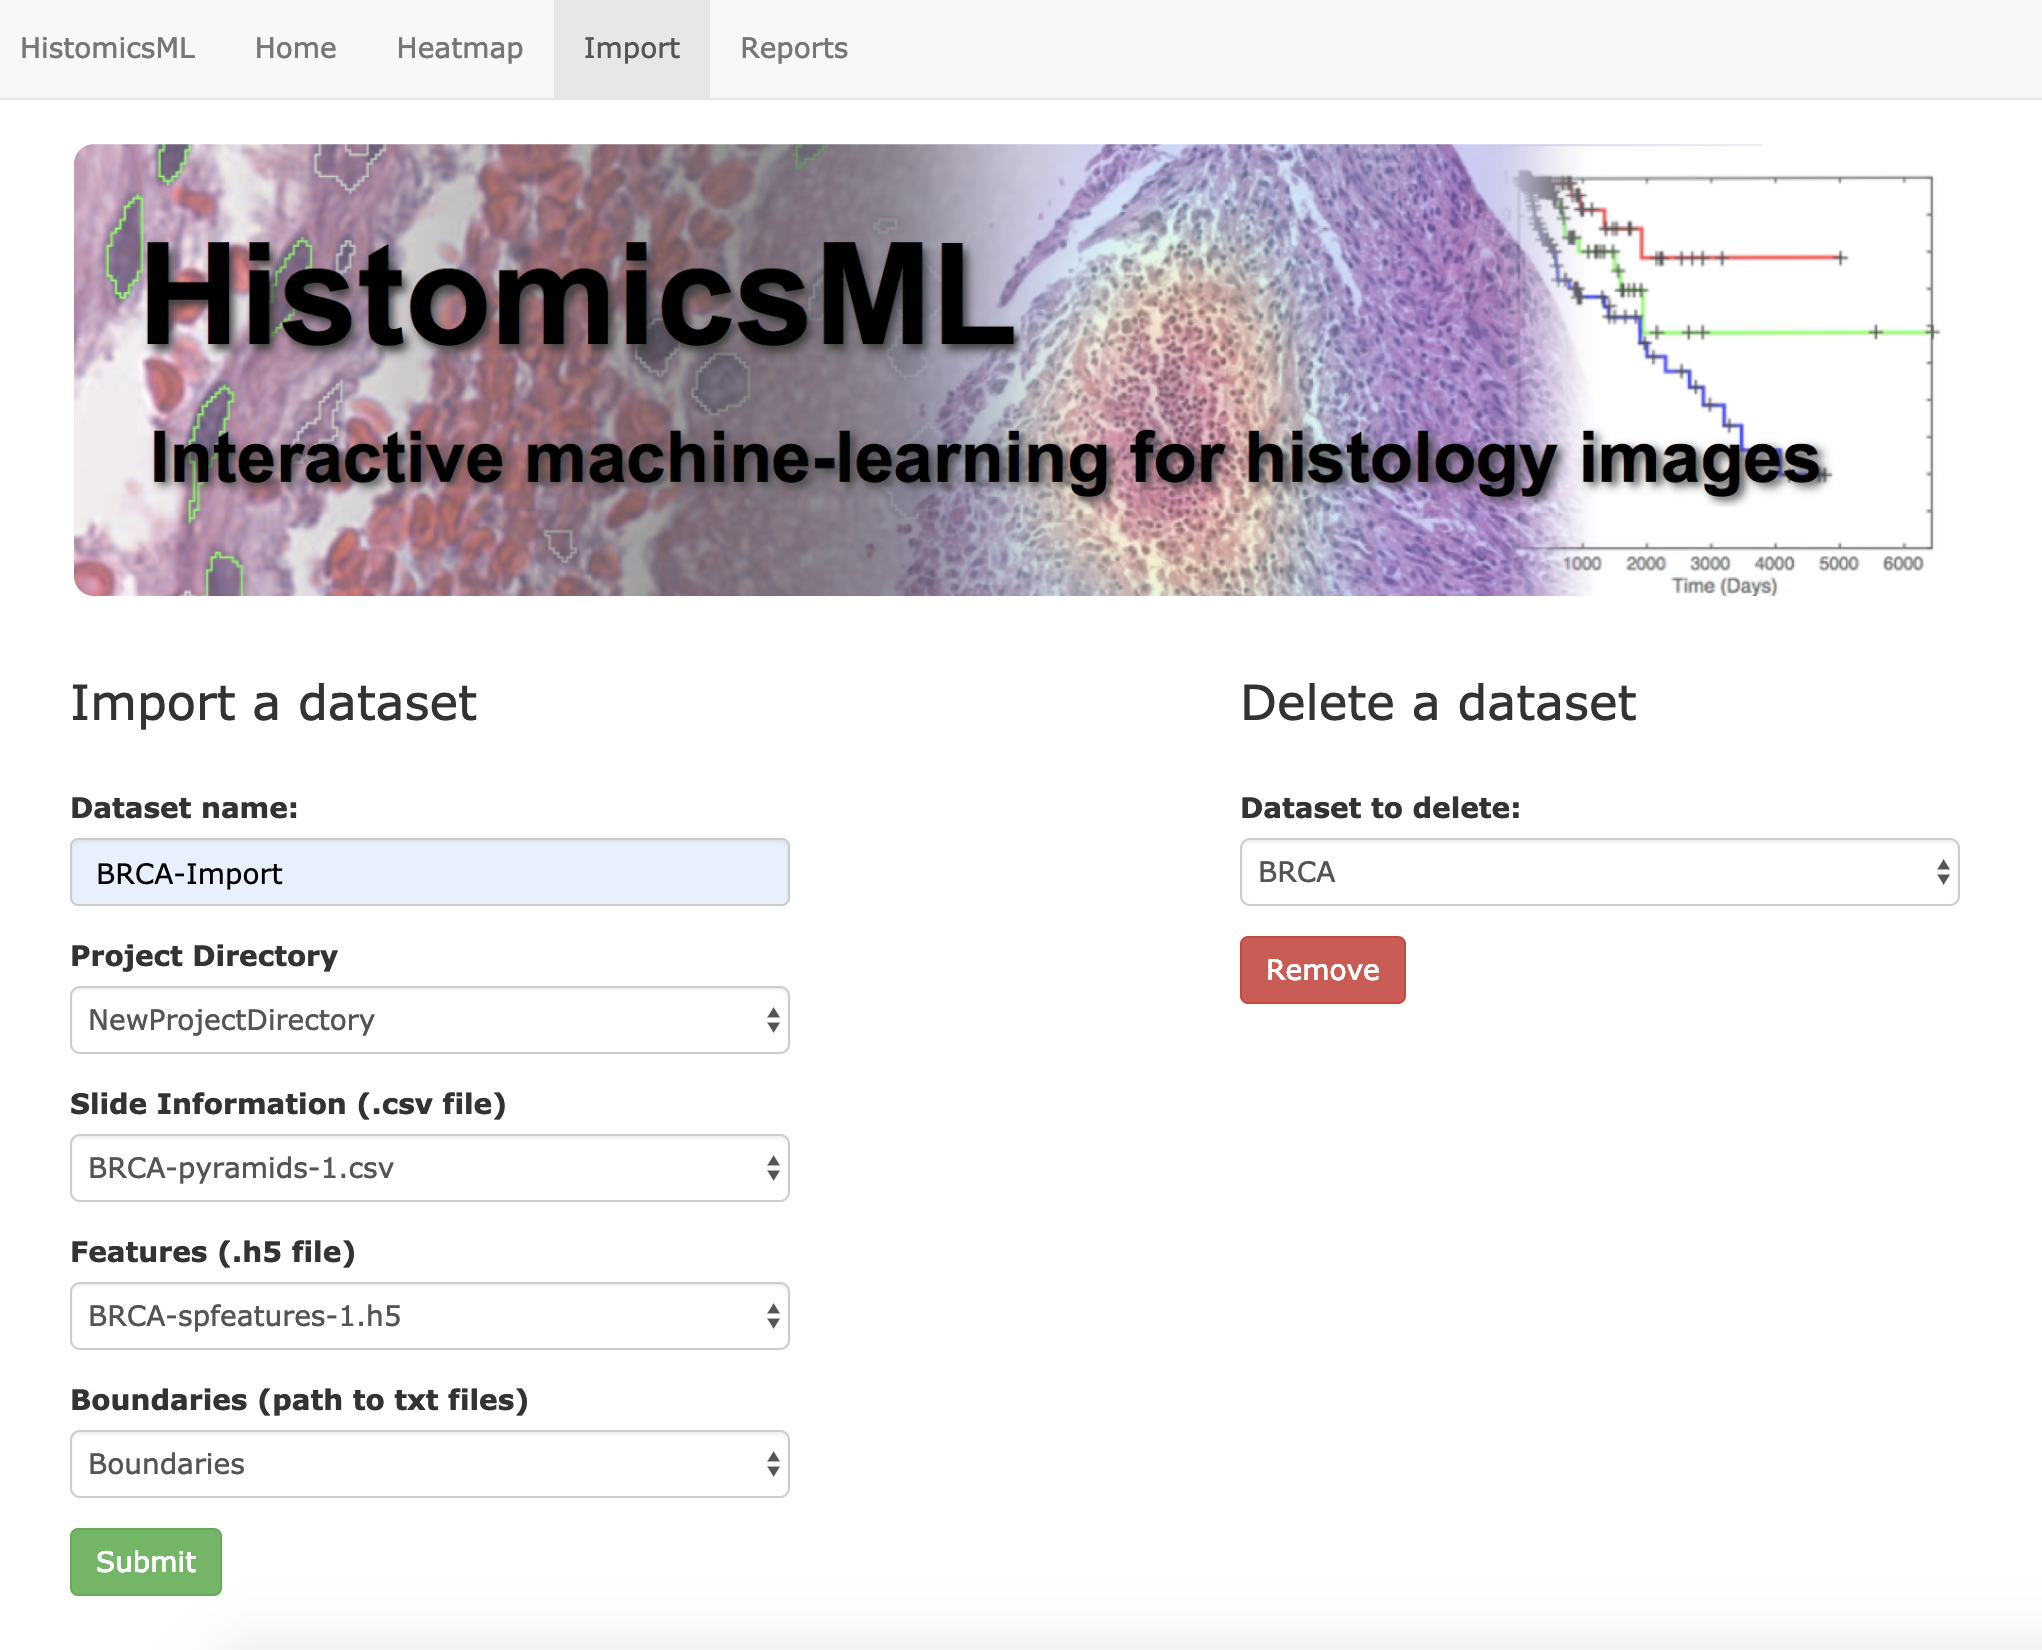 HistomicsML Home Heatmap Import Reports
HistomicsML
Interactive machine-learning for histology images
1000 2000 3000 4000 5000 6000
Time (Days)
Import a dataset
Dataset name:
BRCA-Import
Project Directory
NewProjectDirectory
Slide Information (.csv file)
BRCA-pyramids-1.csv
Features (.h5 file)
BRCA-spfeatures-1.h5
Boundaries (path to txt files)
Boundaries
Submit
Delete a dataset
Dataset to delete:
BRCA
Remove